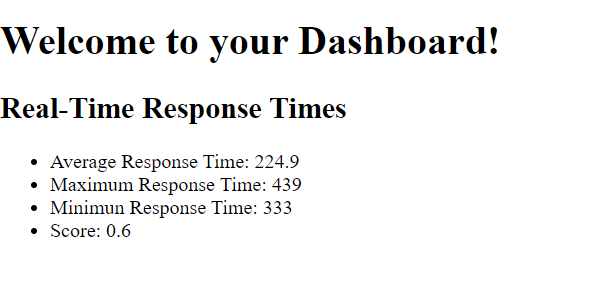 Welcome to your Dashboard!
Real-Time Response Times
Average Response Time: 224.9
Maximum Response Time: 439
Minimun Response Time: 333
Score: 0.6